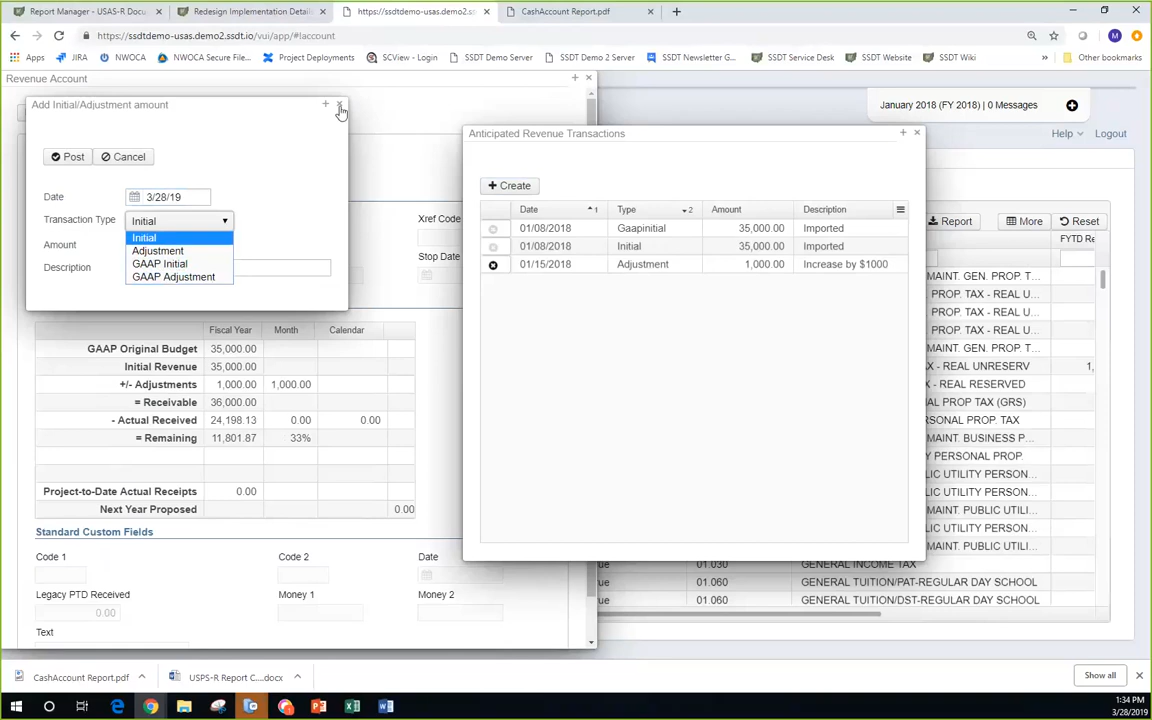 Report Manager - USAS-R Docu
Redesign Implementation Detail
https://ssdtdemo-usas.demo2.ssdt.
CashAccount Report.pdf
https://ssdtdemo-usas.demo2.ssdt.io/vui/app/#!account
M
Apps
JIRA
NWOCA
NWOCA Secure File...
Project Deployments
SCView - Login
SSDT Demo Server
SSDT Demo 2 Server
SSDT Newsletter G...
SSDT Service Desk
SSDT Website
SSDT Wiki
»
Other bookmarks
Revenue Account
January 2018 (FY 2018) | 0 Messages
Help
Logout
Add Initial/Adjustment amount
Post
Cancel
Date 3/28/19
Transaction Type Initial
Initial
Adjustment
GAAP Initial
GAAP Adjustment
Amount
Description
Xref Code
Stop Date
Anticipated Revenue Transactions
Create
Date 1 Type 2 Amount Description
01/08/2018 Gaapinitial 35,000.00 Imported
01/08/2018 Initial 35,000.00 Imported
01/15/2018 Adjustment 1,000.00 Increase by $1000
Report
More
Reset
FYTD Re
MAINT. GEN. PROP. T...
PROP. TAX - REAL U...
PROP. TAX - REAL U...
PROP. TAX - REAL U...
MAINT. GEN. PROP. T...
X - REAL UNRESERV 1,
X - REAL RESERVED
IAL PROP TAX (GRS)
RSONAL PROP. TAX
MAINT. BUSINESS P...
Y PERSONAL PROP.
UTILITY PERSON...
MAINT. PUBLIC UTILI...
UTILITY PERSON...
UTILITY PERSON...
MAINT. PUBLIC UTILI...
ue 01.030 GENERAL INCOME TAX
ue 01.060 GENERAL TUITION/PAT-REGULAR DAY SCHOOL
ue 01.060 GENERAL TUITION/DST-REGULAR DAY SCHOOL
Fiscal Year Month Calendar
GAAP Original Budget 35,000.00
Initial Revenue 35,000.00
+/- Adjustments 1,000.00 1,000.00
= Receivable 36,000.00
- Actual Received 24,198.13 0.00 0.00
= Remaining 11,801.87 33%
Project-to-Date Actual Receipts 0.00
Next Year Proposed 0.00
Standard Custom Fields
Code 1 Code 2 Date
Legacy PTD Received Money 1 Money 2
0.00
Text
CashAccount Report.pdf
USPS-R Report C....docx
Show all
1:34 PM
3/28/2019